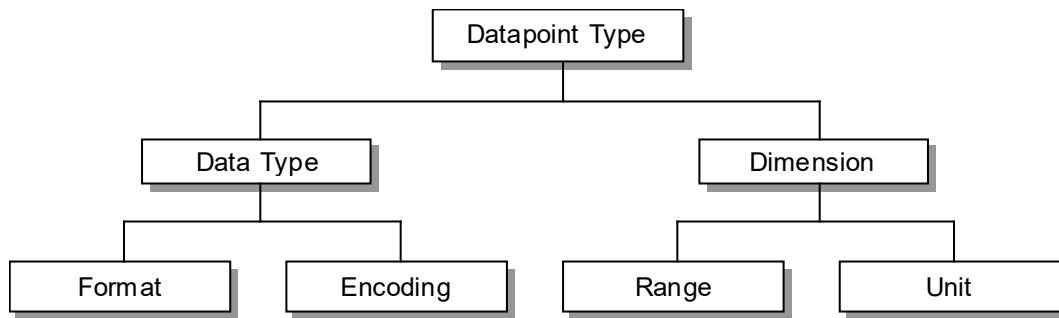 Datapoint Type
Data Type
Dimension
Format
Encoding
Range
Unit